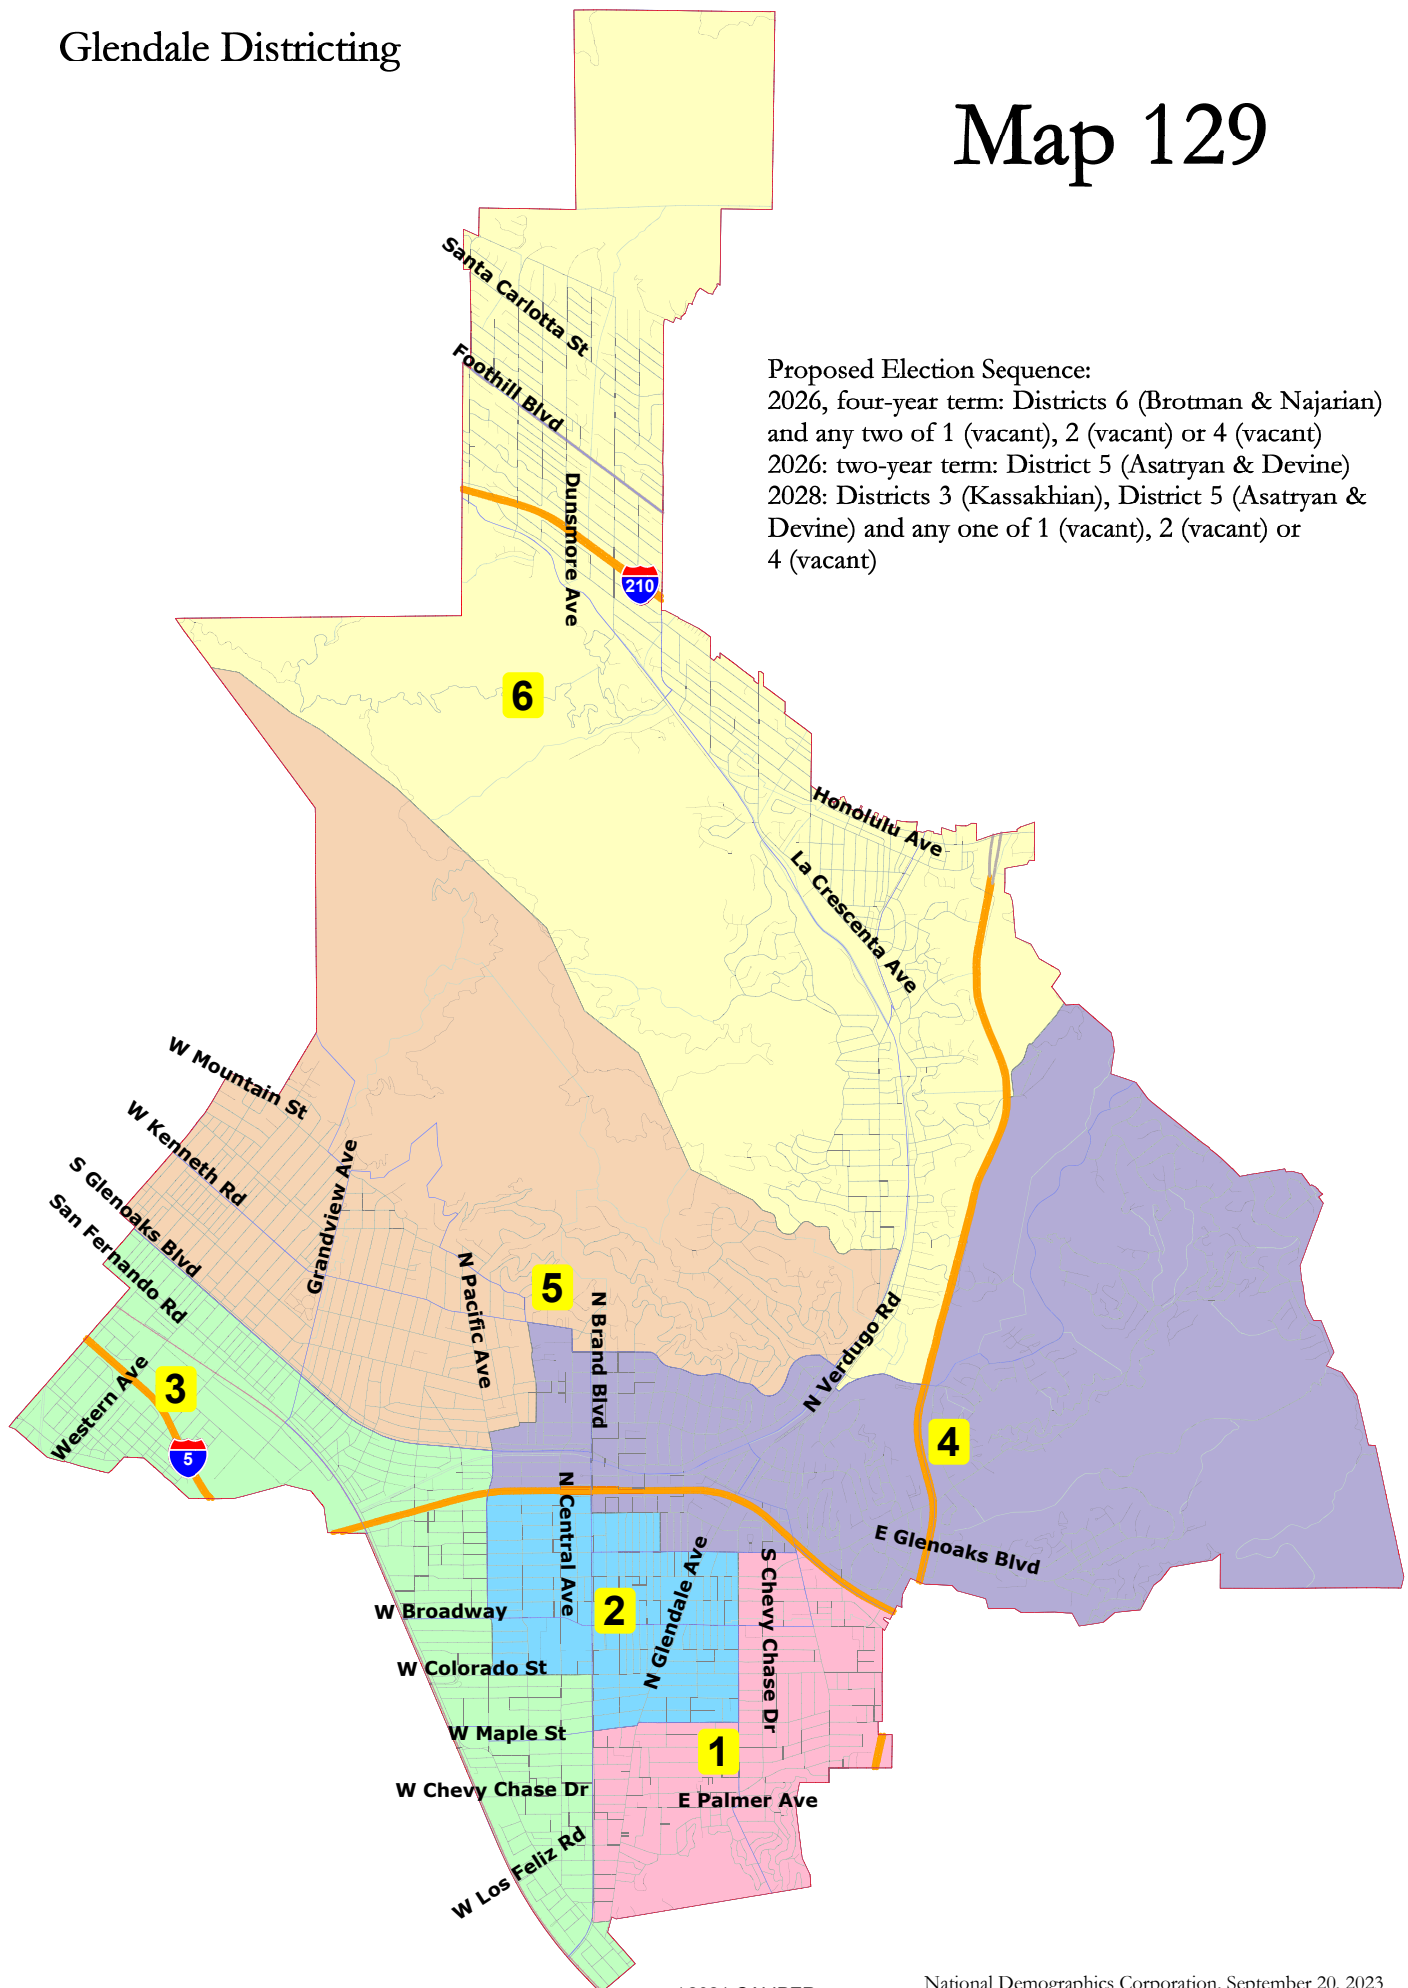 Glendale Districting
Map 129
Santa Carlotta St
Foothill Blvd
Proposed Election Sequence:
2026, four-year term: Districts 6 (Brotman & Najarian)
and any two of 1 (vacant), 2 (vacant) or 4 (vacant)
2026: two-year term: District 5 (Asatryan & Devine)
2028: Districts 3 (Kassakhian), District 5 (Asatryan &
Devine) and any one of 1 (vacant), 2 (vacant) or
4 (vacant)
Dunsmore Ave
210
6
Honolulu Ave
La Crescenta Ave
W Mountain St
W Kenneth Rd
S Glenoaks Blvd
San Fernando Rd
Grandview Ave
N Pacific Ave
5
N Brand Blvd
N Verdugo Rd
Western Ave
3
5
4
N Central Ave
E Glenoaks Blvd
S Chevy Chase Dr
N Glendale Ave
W Broadway
2
W Colorado St
W Maple St
1
W Chevy Chase Dr
E Palmer Ave
W Los Feliz Rd
National Demographics Corporation, September 20, 2023